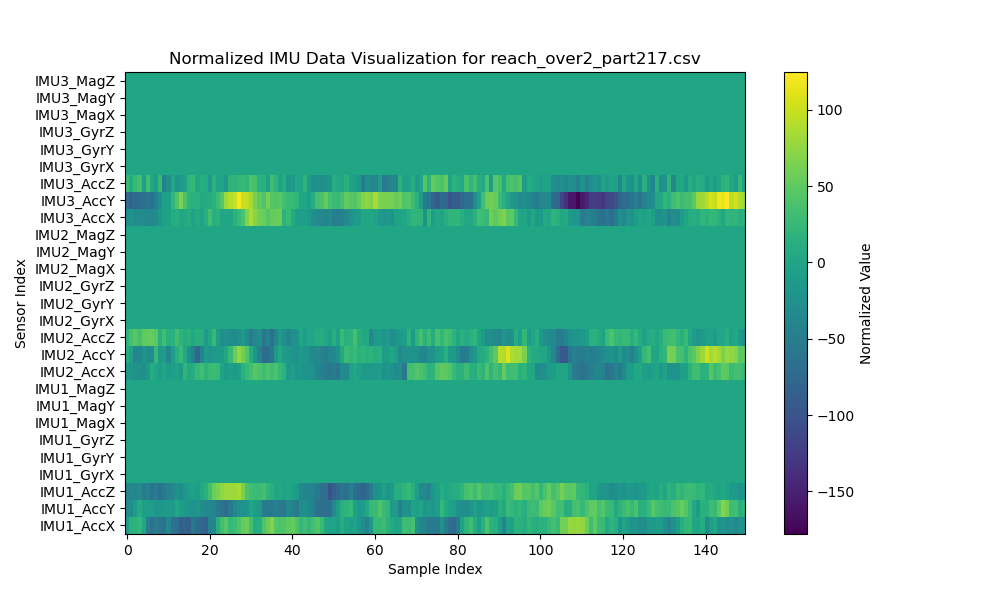 Normalized IMU Data Visualization for reach_over2_part217.csv
IMU3_MagZ
IMU3_MagY
IMU3_MagX
IMU3_GyrZ
IMU3_GyrY
IMU3_GyrX
IMU3_AccZ
IMU3_AccY
IMU3_AccX
IMU2_MagZ
IMU2_MagY
IMU2_MagX
IMU2_GyrZ
IMU2_GyrY
IMU2_GyrX
IMU2_AccZ
IMU2_AccY
IMU2_AccX
IMU1_MagZ
IMU1_MagY
IMU1_MagX
IMU1_GyrZ
IMU1_GyrY
IMU1_GyrX
IMU1_AccZ
IMU1_AccY
IMU1_AccX
Sensor Index
0 20 40 60 80 100 120 140
Sample Index
100
50
0
−50
−100
−150
Normalized Value